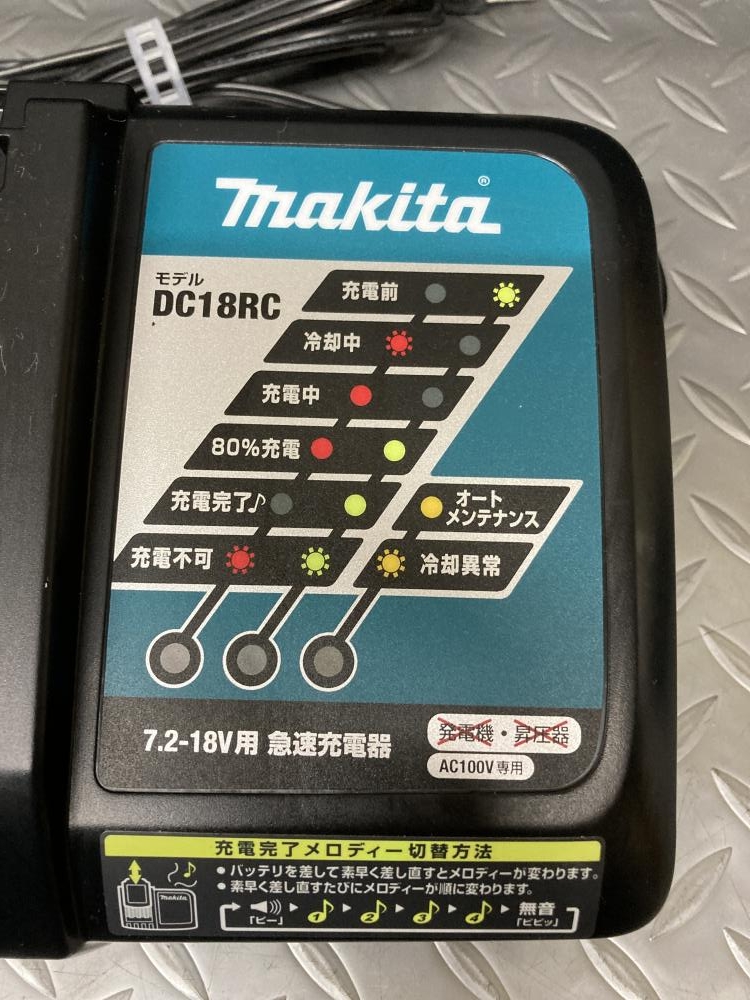 makita®
モデル
DC18RC
充電前
冷却中
充電中
80%充電
充電完了♪
オート
メンテナンス
充電不可
冷却異常
7.2-18V用 急速充電器
発電機・昇圧器
AC100V専用
充電完了メロディー切替方法
●バッテリを差して素早く差し直すとメロディーが変わります。
●素早く差し直すたびにメロディーが順に変わります。
makita
1 2 3 4 無音
「ピー」 「ピピッ」